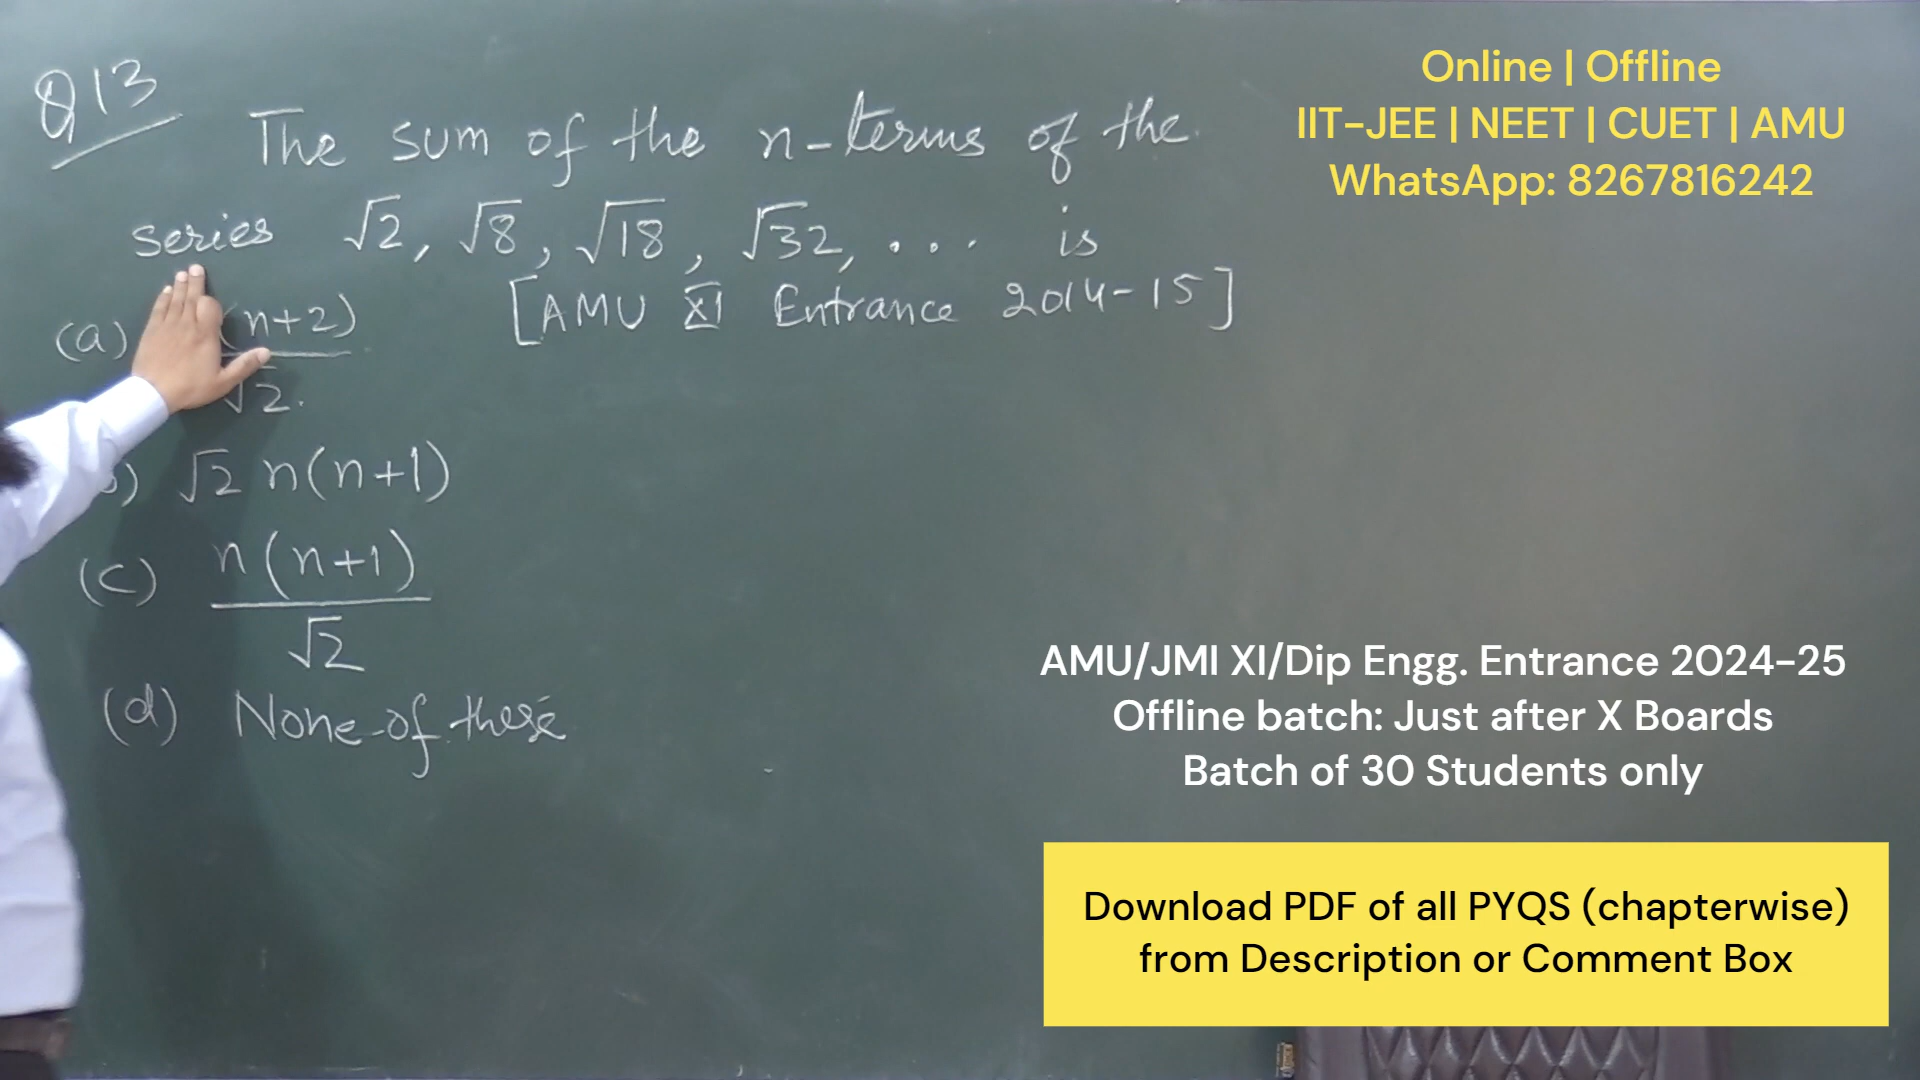 Q13
The sum of the n-terms of the
series √2, √8, √18, √32, ... is
[AMU XI Entrance 2014-15]
(a) (n+2)
√2.
) √2 n(n+1)
(c) n(n+1)
√2
(d) None of these
Online | Offline
IIT-JEE | NEET | CUET | AMU
WhatsApp: 8267816242
AMU/JMI XI/Dip Engg. Entrance 2024-25
Offline batch: Just after X Boards
Batch of 30 Students only
Download PDF of all PYQS (chapterwise)
from Description or Comment Box